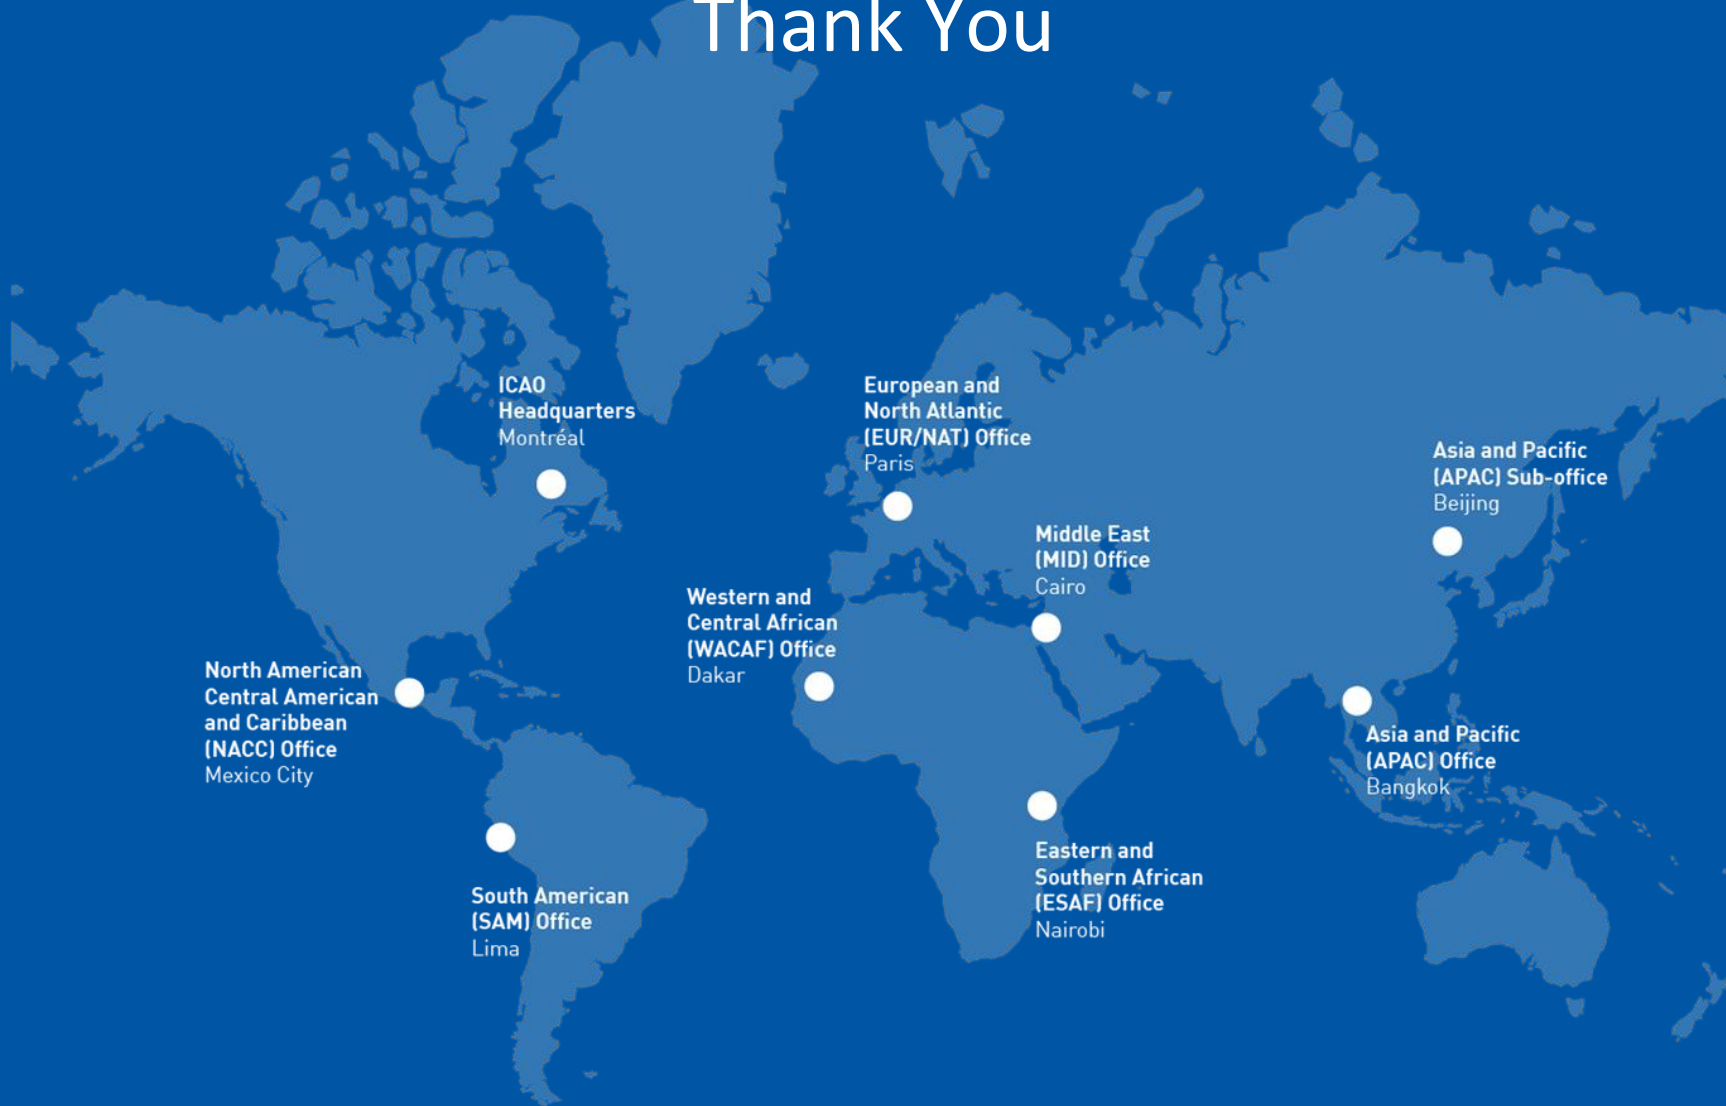 Thank You
ICAO
Headquarters
Montréal
European and
North Atlantic
(EUR/NAT) Office
Paris
Asia and Pacific
(APAC) Sub-office
Beijing
Middle East
(MID) Office
Cairo
Western and
Central African
(WACAF) Office
Dakar
North American
Central American
and Caribbean
(NACC) Office
Mexico City
Asia and Pacific
(APAC) Office
Bangkok
Eastern and
Southern African
(ESAF) Office
Nairobi
South American
(SAM) Office
Lima